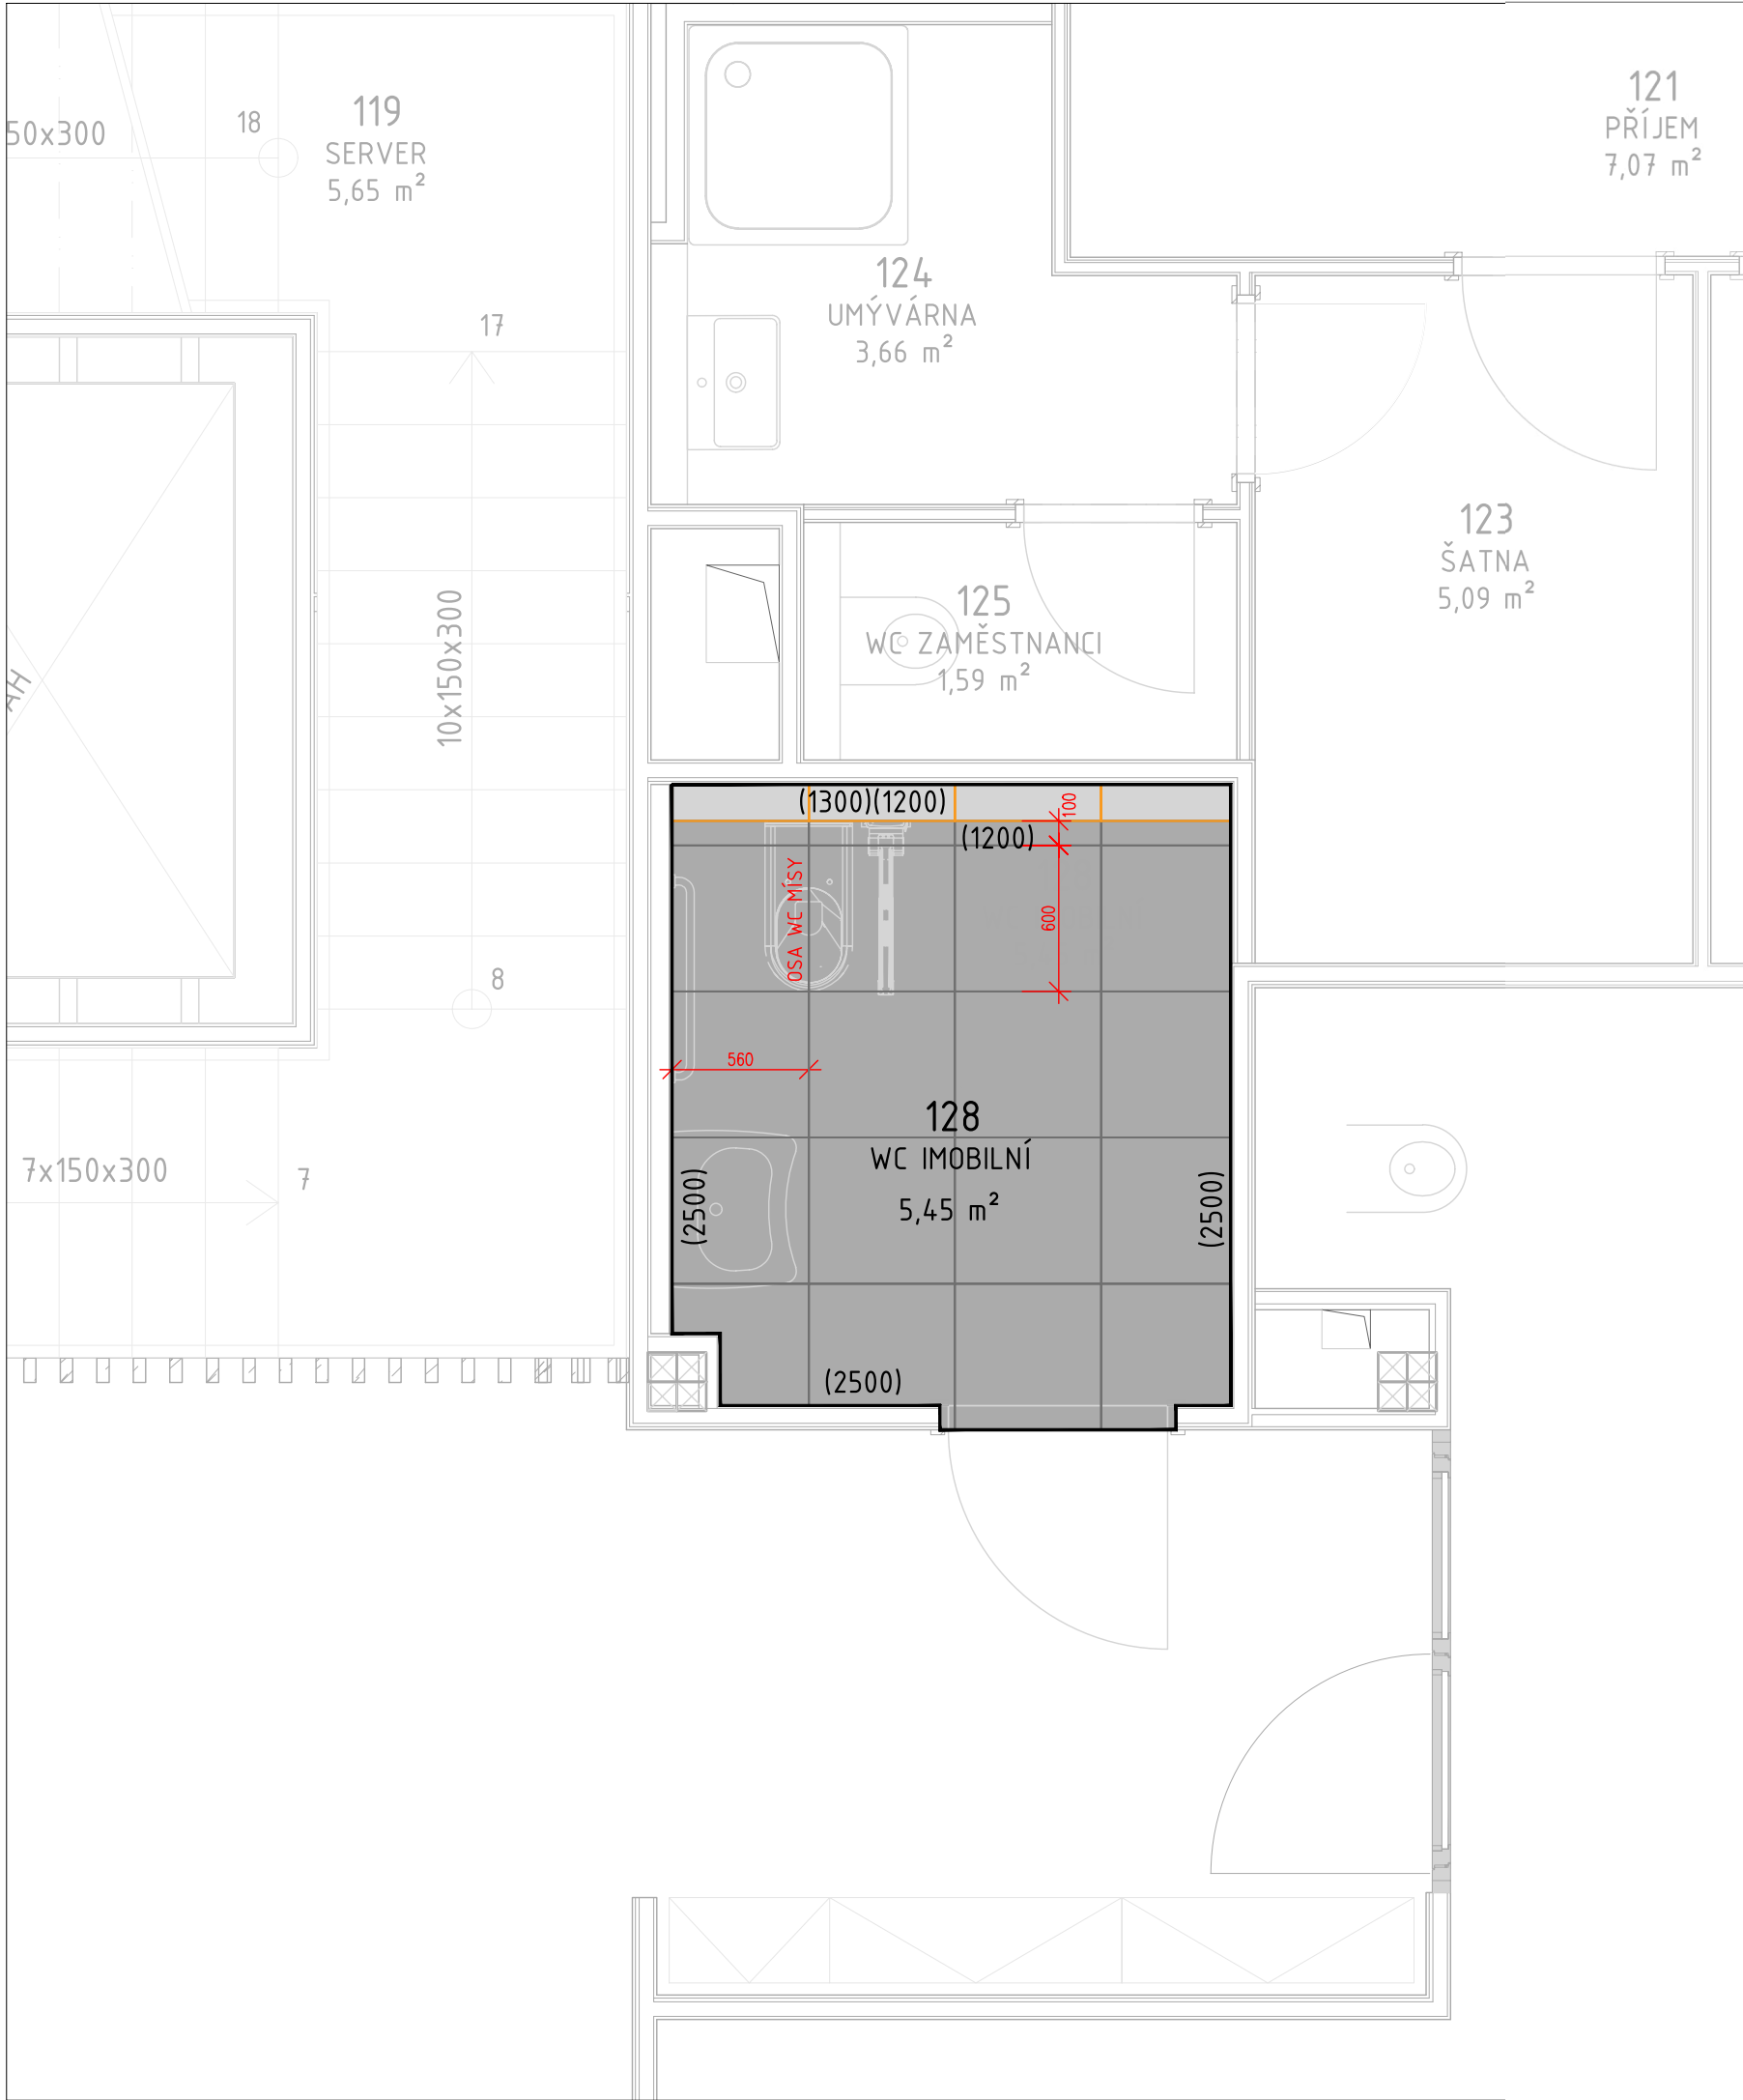 119
SERVER
5,65 m²
50x300
18
121
PŘÍJEM
7,07 m²
124
UMÝVÁRNA
3,66 m²
17
123
ŠATNA
5,09 m²
125
WC ZAMĚSTNANCI
1,59 m²
10x150x300
AH
(1300)(1200)
100
(1200)
OSA WC MÍSY
600
8
560
128
WC IMOBILNÍ
5,45 m²
7x150x300
7
(2500)
(2500)
(2500)